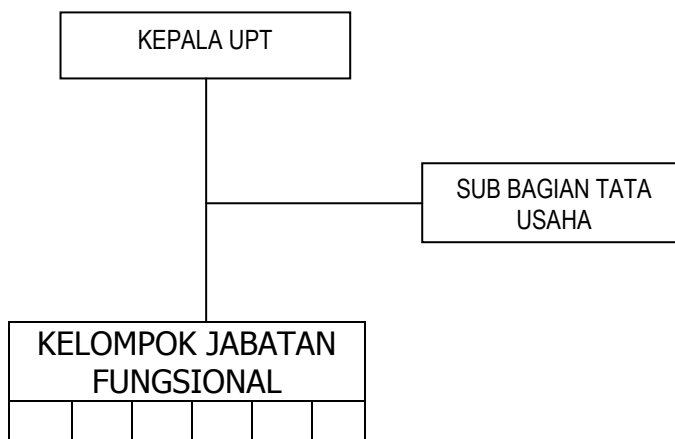 KEPALA UPT
SUB BAGIAN TATA
USAHA
KELOMPOK JABATAN
FUNGSIONAL